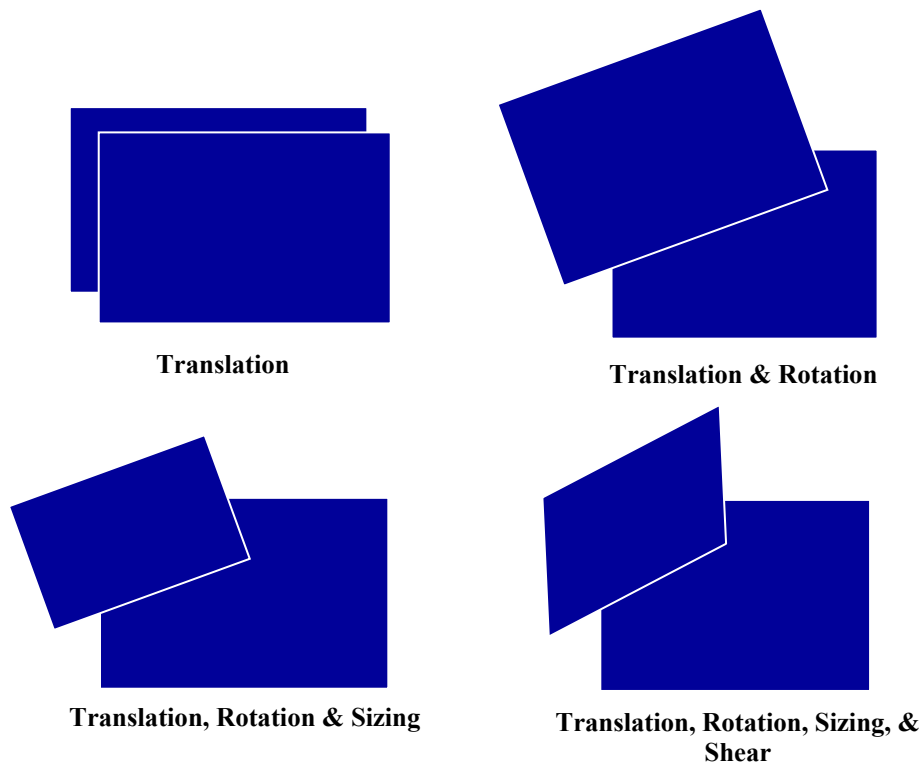 Translation
Translation & Rotation
Translation, Rotation & Sizing
Translation, Rotation, Sizing, &
Shear